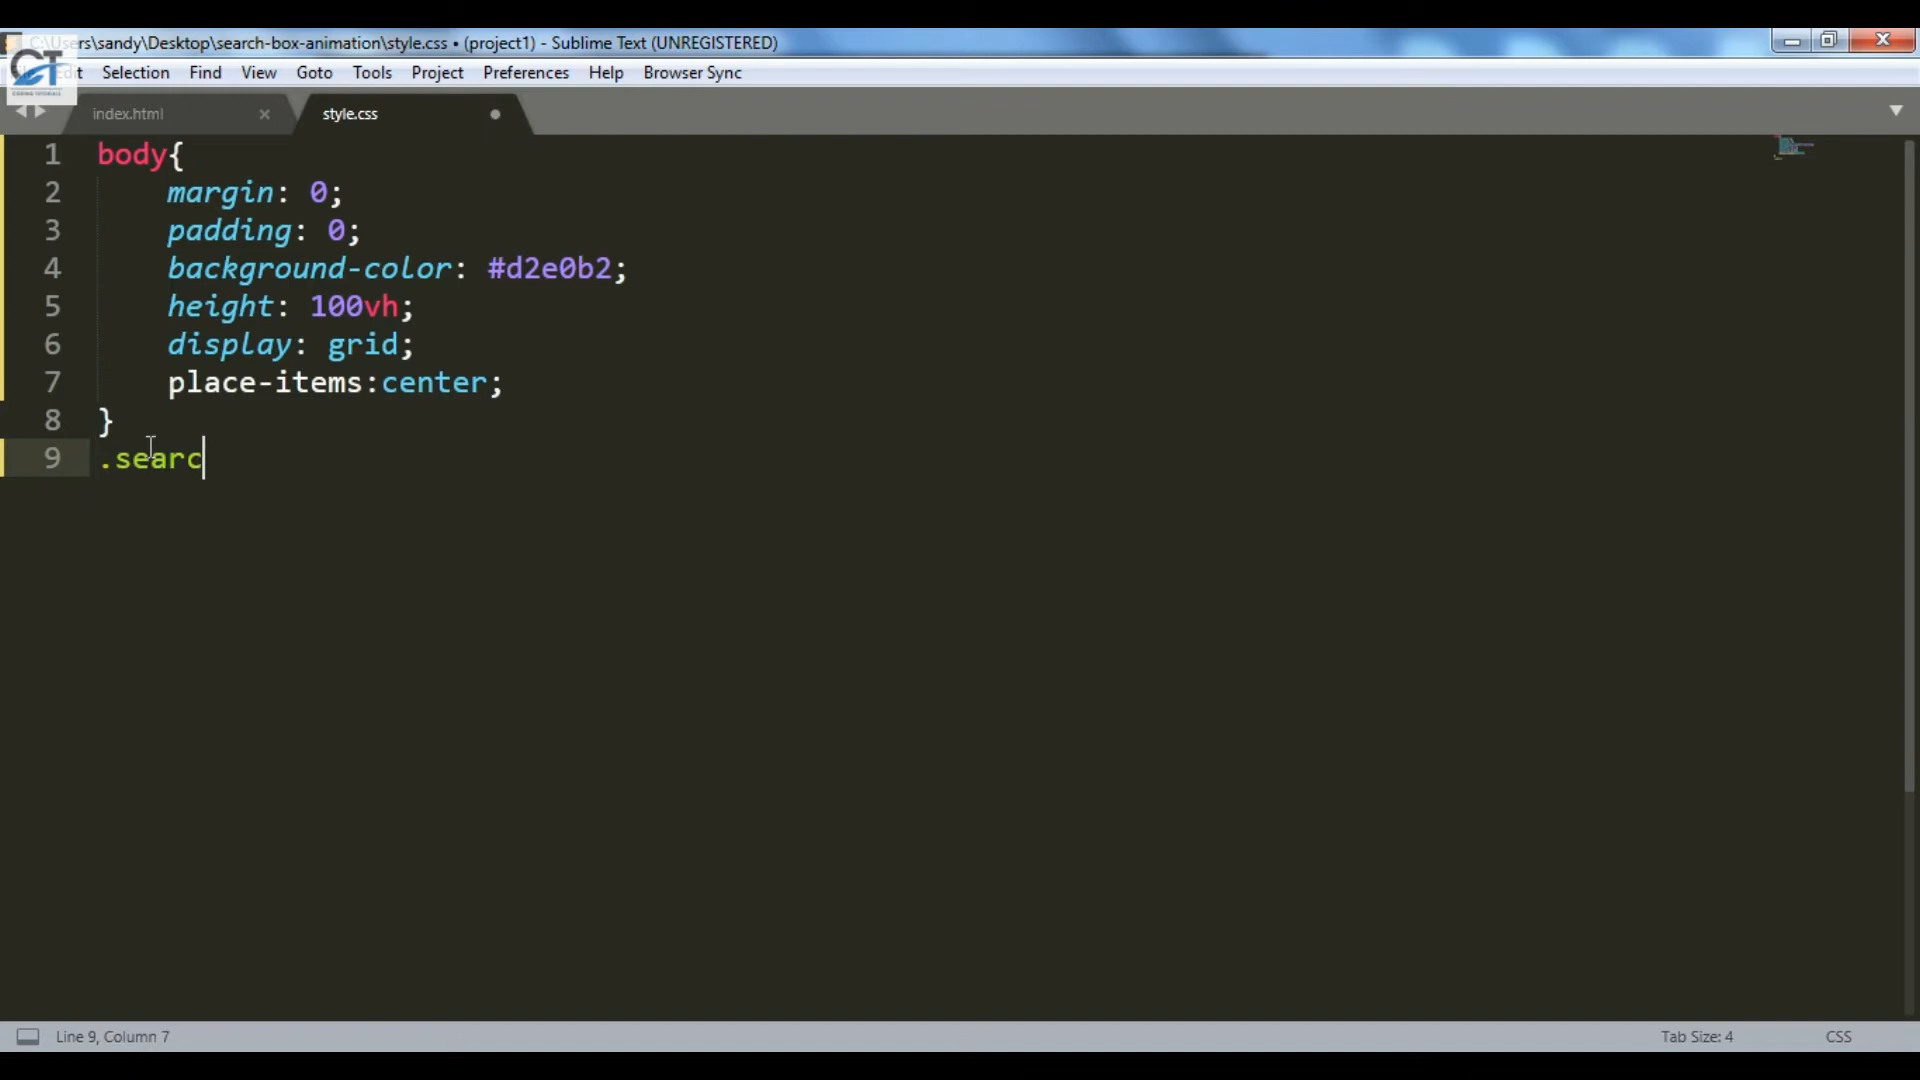 C:\Users\sandy\Desktop\search-box-animation\style.css • (project1) - Sublime Text (UNREGISTERED)
Edit Selection Find View Goto Tools Project Preferences Help Browser Sync
CT
index.html × style.css
1 body{
2 margin: 0;
3 padding: 0;
4 background-color: #d2e0b2;
5 height: 100vh;
6 display: grid;
7 place-items:center;
8 }
9 .searc
Line 9, Column 7 Tab Size: 4 CSS